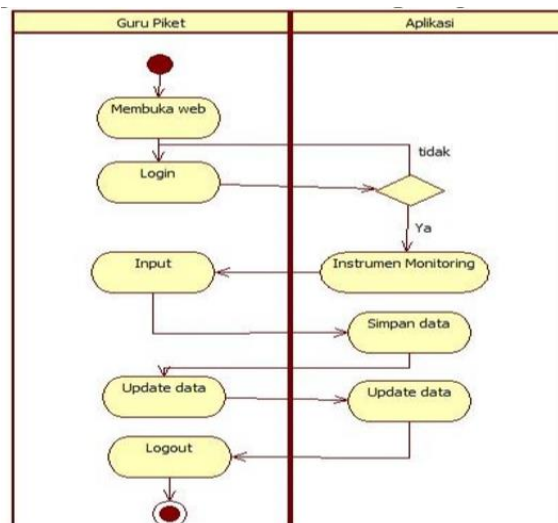 Guru Piket
Aplikasi
Membuka web
tidak
Login
Ya
Input
Instrumen Monitoring
Simpan data
Update data
Update data
Logout